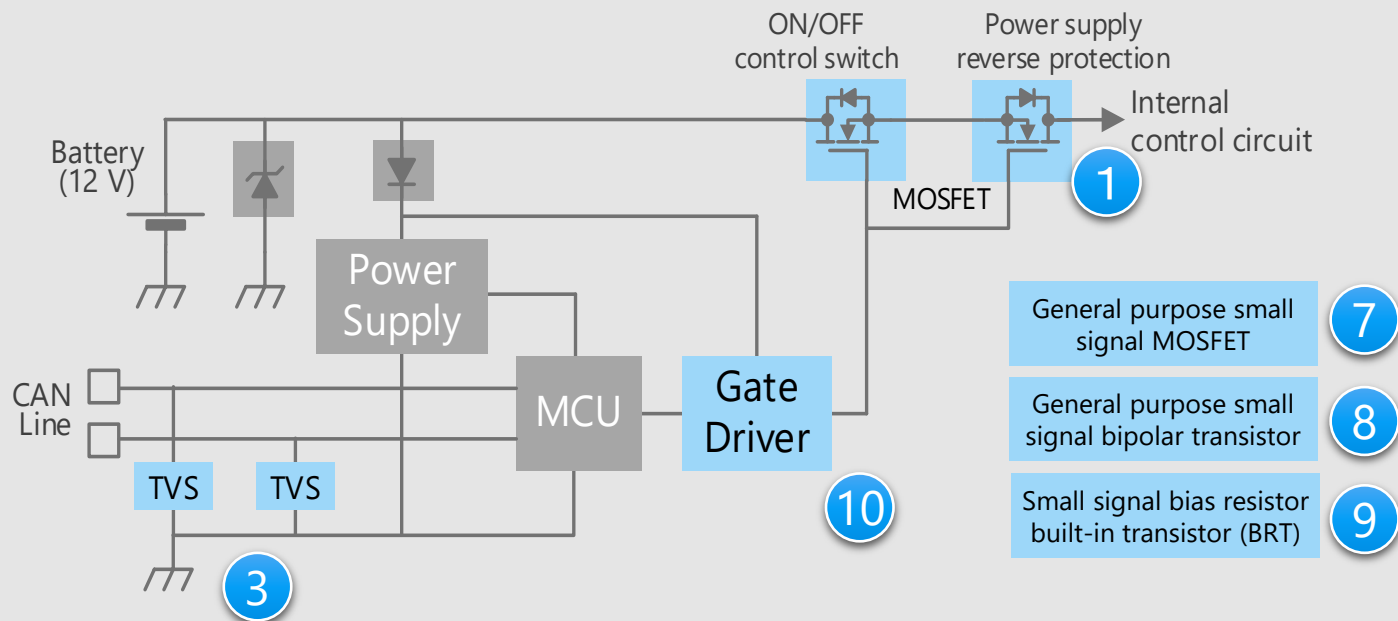 ON/OFF
control switch
Power supply
reverse protection
Internal
control circuit
Battery
(12 V)
MOSFET
1
Power
Supply
General purpose small
signal MOSFET
7
CAN
Line
MCU
Gate
Driver
General purpose small
signal bipolar transistor
8
TVS
TVS
10
Small signal bias resistor
built-in transistor (BRT)
9
3